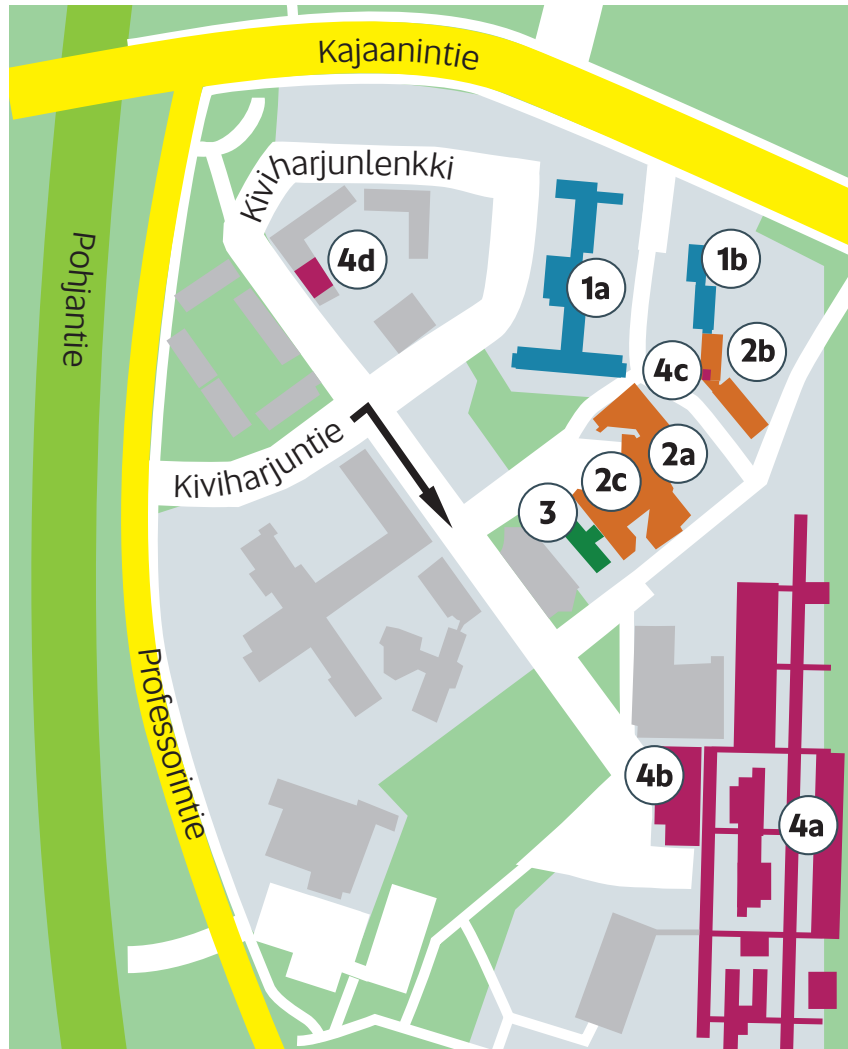 Kajaanintie
Kiviharjunlenkki
Pohjantie
4d
1a
1b
2b
4c
2a
2c
3
Kiviharjuntie
Professorintie
4b
4a